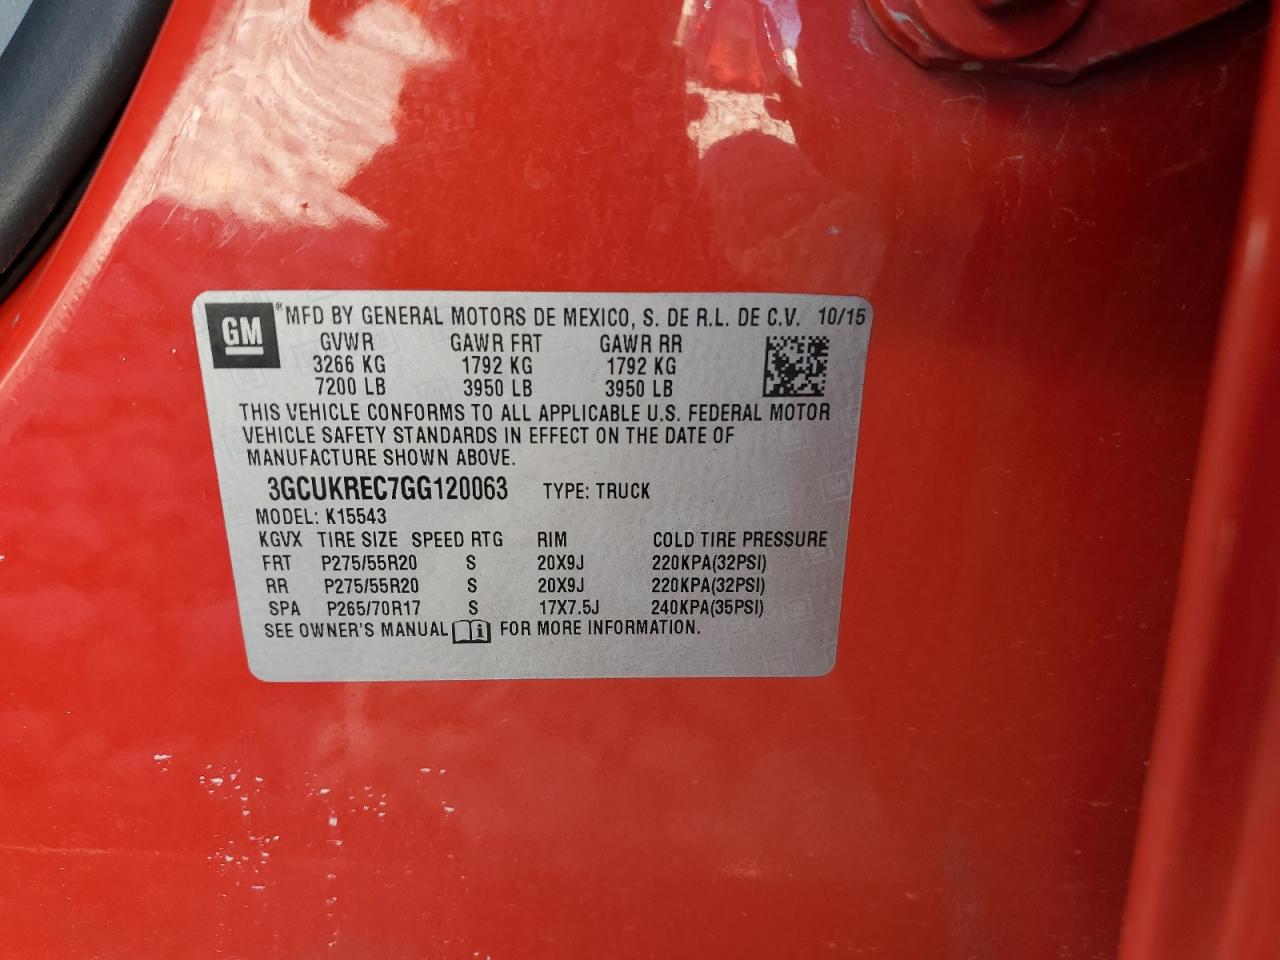 GM ® MFD BY GENERAL MOTORS DE MEXICO, S. DE R.L. DE C.V. 10/15
GVWR GAWR FRT GAWR RR
3266 KG 1792 KG 1792 KG
7200 LB 3950 LB 3950 LB
THIS VEHICLE CONFORMS TO ALL APPLICABLE U.S. FEDERAL MOTOR
VEHICLE SAFETY STANDARDS IN EFFECT ON THE DATE OF
MANUFACTURE SHOWN ABOVE.
3GCUKREC7GG120063 TYPE: TRUCK
MODEL: K15543
KGVX TIRE SIZE SPEED RTG RIM COLD TIRE PRESSURE
FRT P275/55R20 S 20X9J 220KPA(32PSI)
RR P275/55R20 S 20X9J 220KPA(32PSI)
SPA P265/70R17 S 17X7.5J 240KPA(35PSI)
SEE OWNER'S MANUAL i FOR MORE INFORMATION.